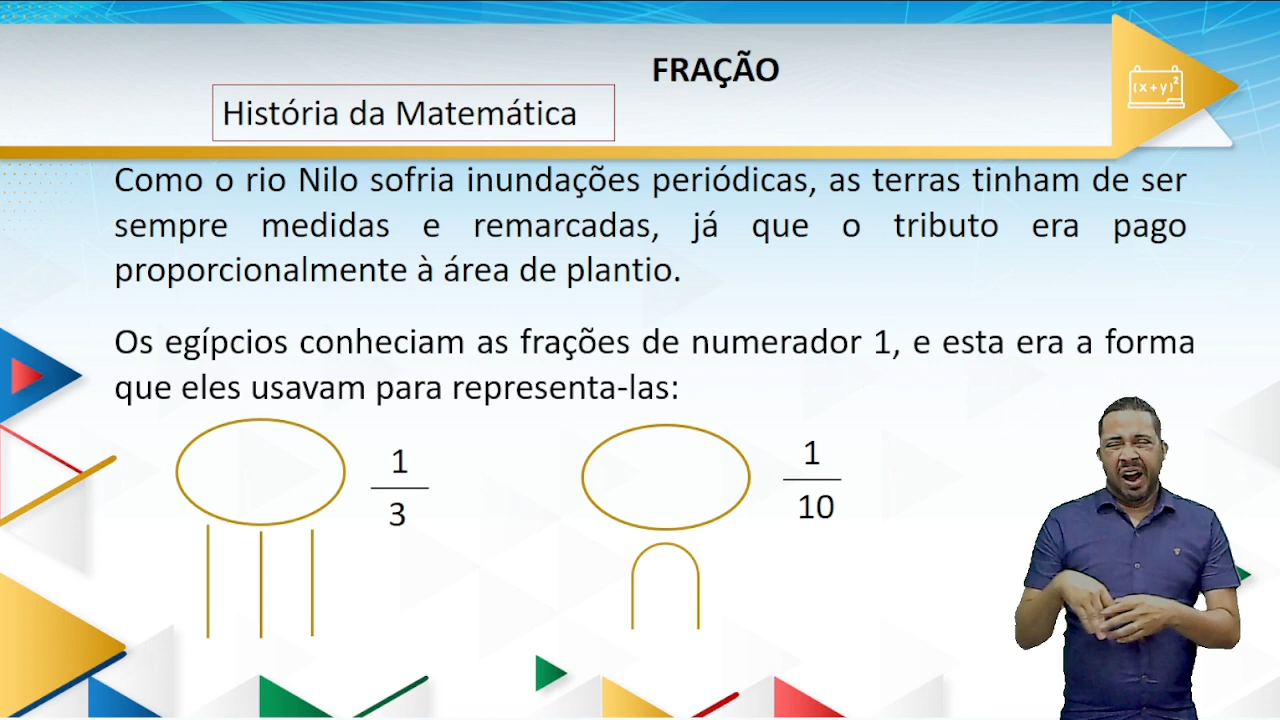 FRAÇÃO
(x+y)²
História da Matemática
Como o rio Nilo sofria inundações periódicas, as terras tinham de ser
sempre medidas e remarcadas, já que o tributo era pago
proporcionalmente à área de plantio.
Os egípcios conheciam as frações de numerador 1, e esta era a forma
que eles usavam para representa-las:
1
3
1
10